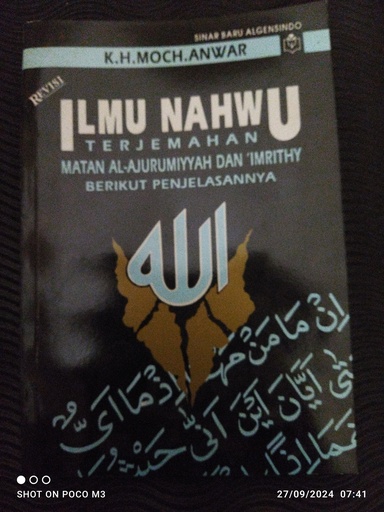 SINAR BARU ALGENSINDO
K.H.MOCH.ANWAR
REVISI
ILMU NAHWU
TERJEMAHAN
MATAN AL-AJURUMIYYAH DAN 'IMRITHY
BERIKUT PENJELASANNYA
الله
إِنْ مَا مَنْ مَهْ
إِذْ مَا أَيٌّ
أَيَّانَ أَيْنَ أَنَّى
SHOT ON POCO M3
27/09/2024 07:41